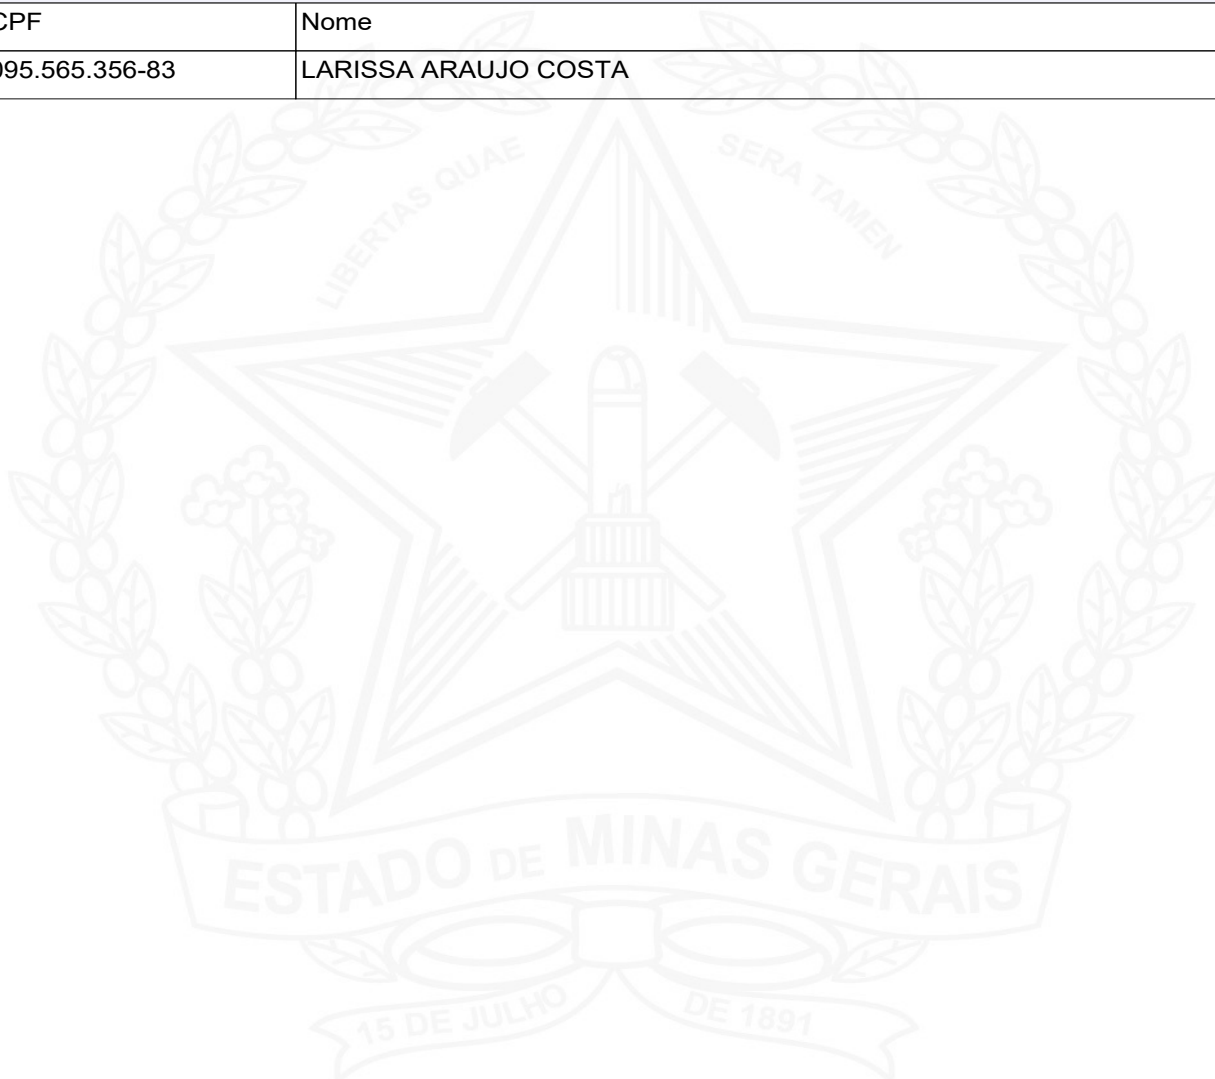 CPF Nome
095.565.356-83 LARISSA ARAUJO COSTA
LIBERTAS QUAE SERA TAMEN
ESTADO DE MINAS GERAIS
15 DE JULHO DE 1891